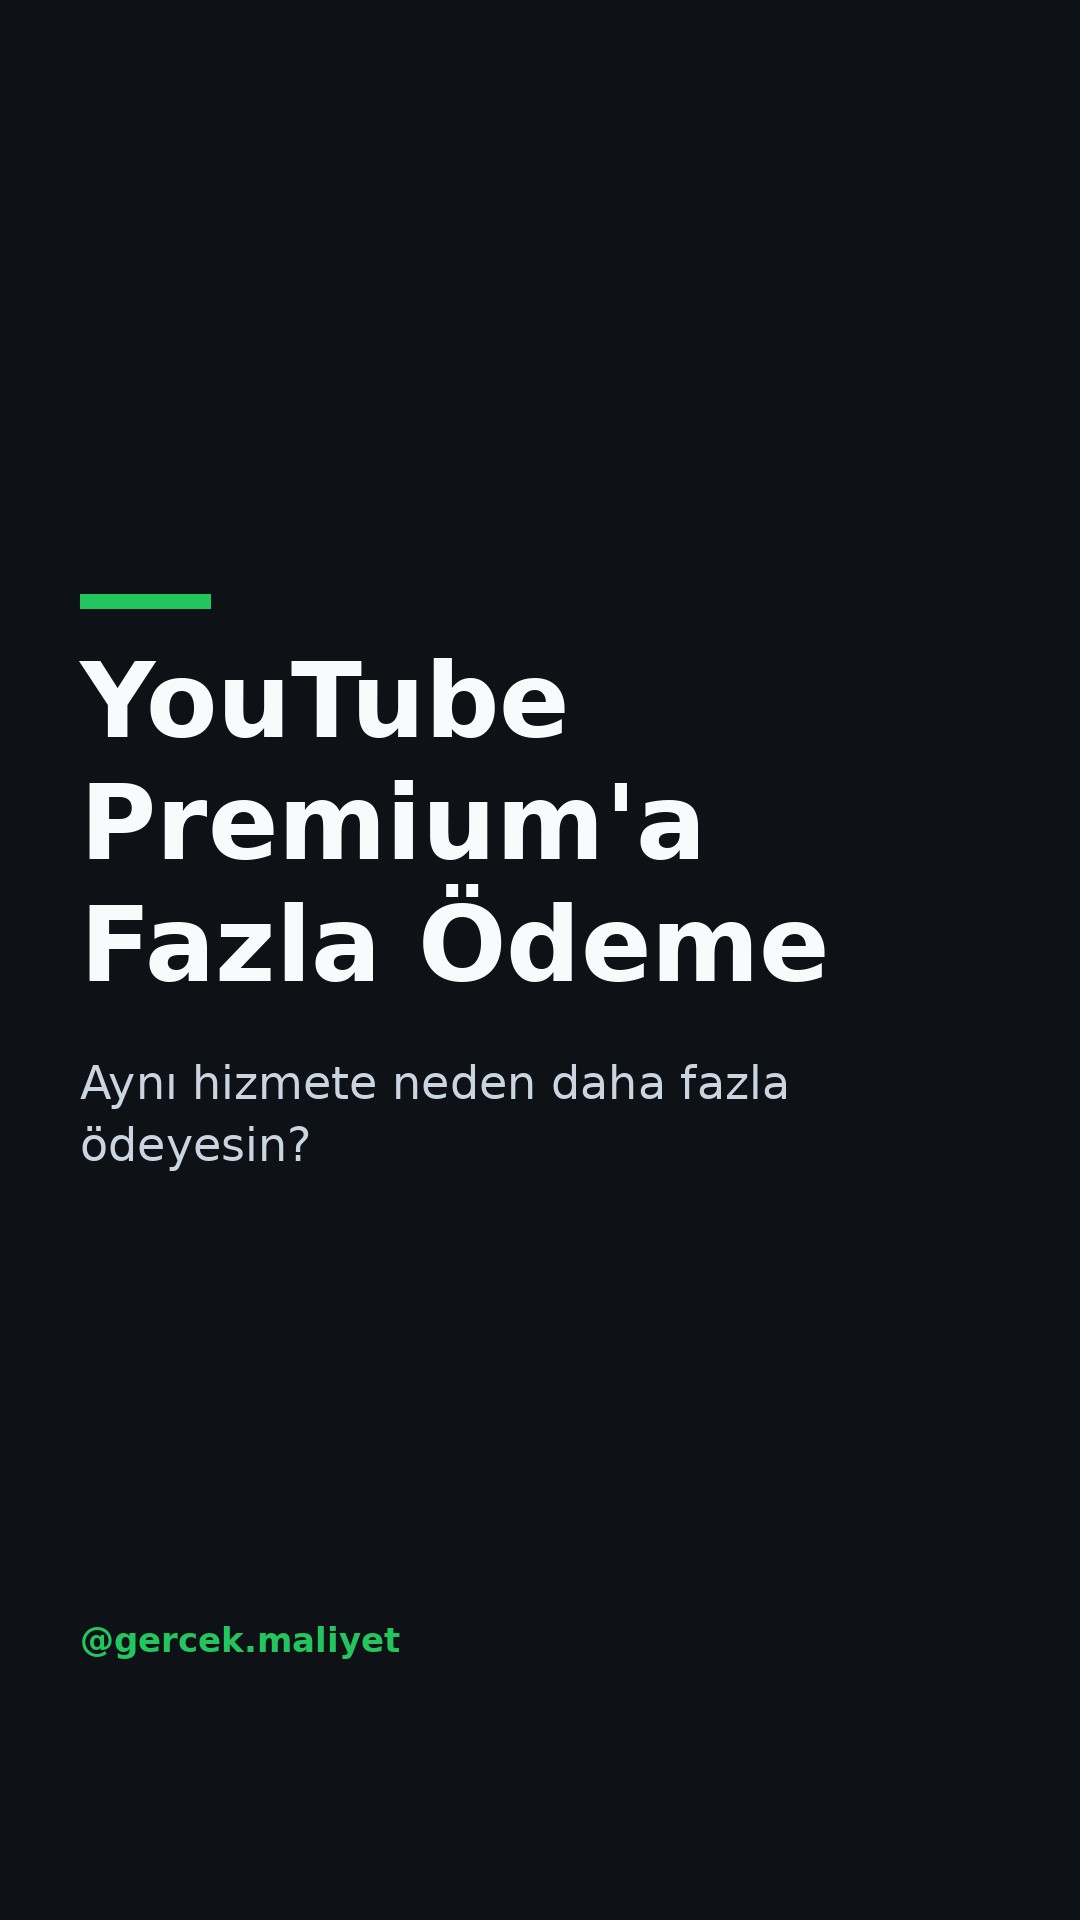 YouTube
Premium'a
Fazla Ödeme
Aynı hizmete neden daha fazla
ödeyesin?
@gercek.maliyet